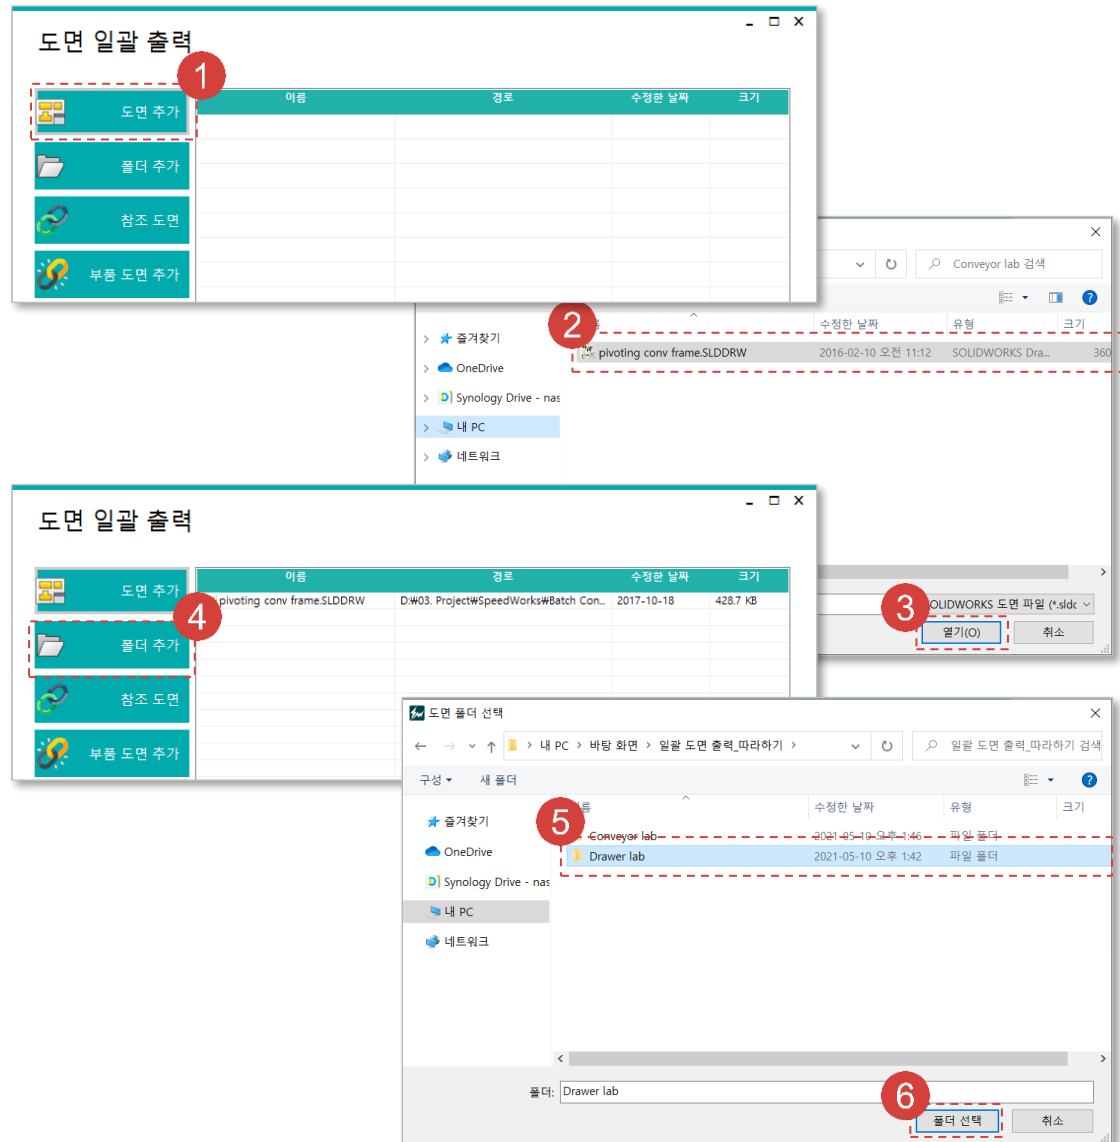 도면 일괄 출력
1
도면 추가
이름 경로 수정한 날짜 크기
폴더 추가
참조 도면
부품 도면 추가
Conveyor lab 검색
2
수정한 날짜 유형 크기
즐겨찾기
pivoting conv frame.SLDDRW 2016-02-10 오전 11:12 SOLIDWORKS Dra... 360
OneDrive
Synology Drive - nas
내 PC
네트워크
도면 일괄 출력
도면 추가
이름 경로 수정한 날짜 크기
pivoting conv frame.SLDDRW D:₩03. Project₩SpeedWorks₩Batch Con... 2017-10-18 428.7 KB
4
폴더 추가
참조 도면
부품 도면 추가
3
OLIDWORKS 도면 파일 (*.sldc
열기(O) 취소
도면 폴더 선택
내 PC > 바탕 화면 > 일괄 도면 출력_따라하기 >
일괄 도면 출력_따라하기 검색
구성 새 폴더
5
수정한 날짜 유형 크기
즐겨찾기
OneDrive
Synology Drive - nas
내 PC
네트워크
Conveyor lab 2021-05-10 오후 1:46 파일 폴더
Drawer lab 2021-05-10 오후 1:42 파일 폴더
폴더: Drawer lab
6
폴더 선택 취소